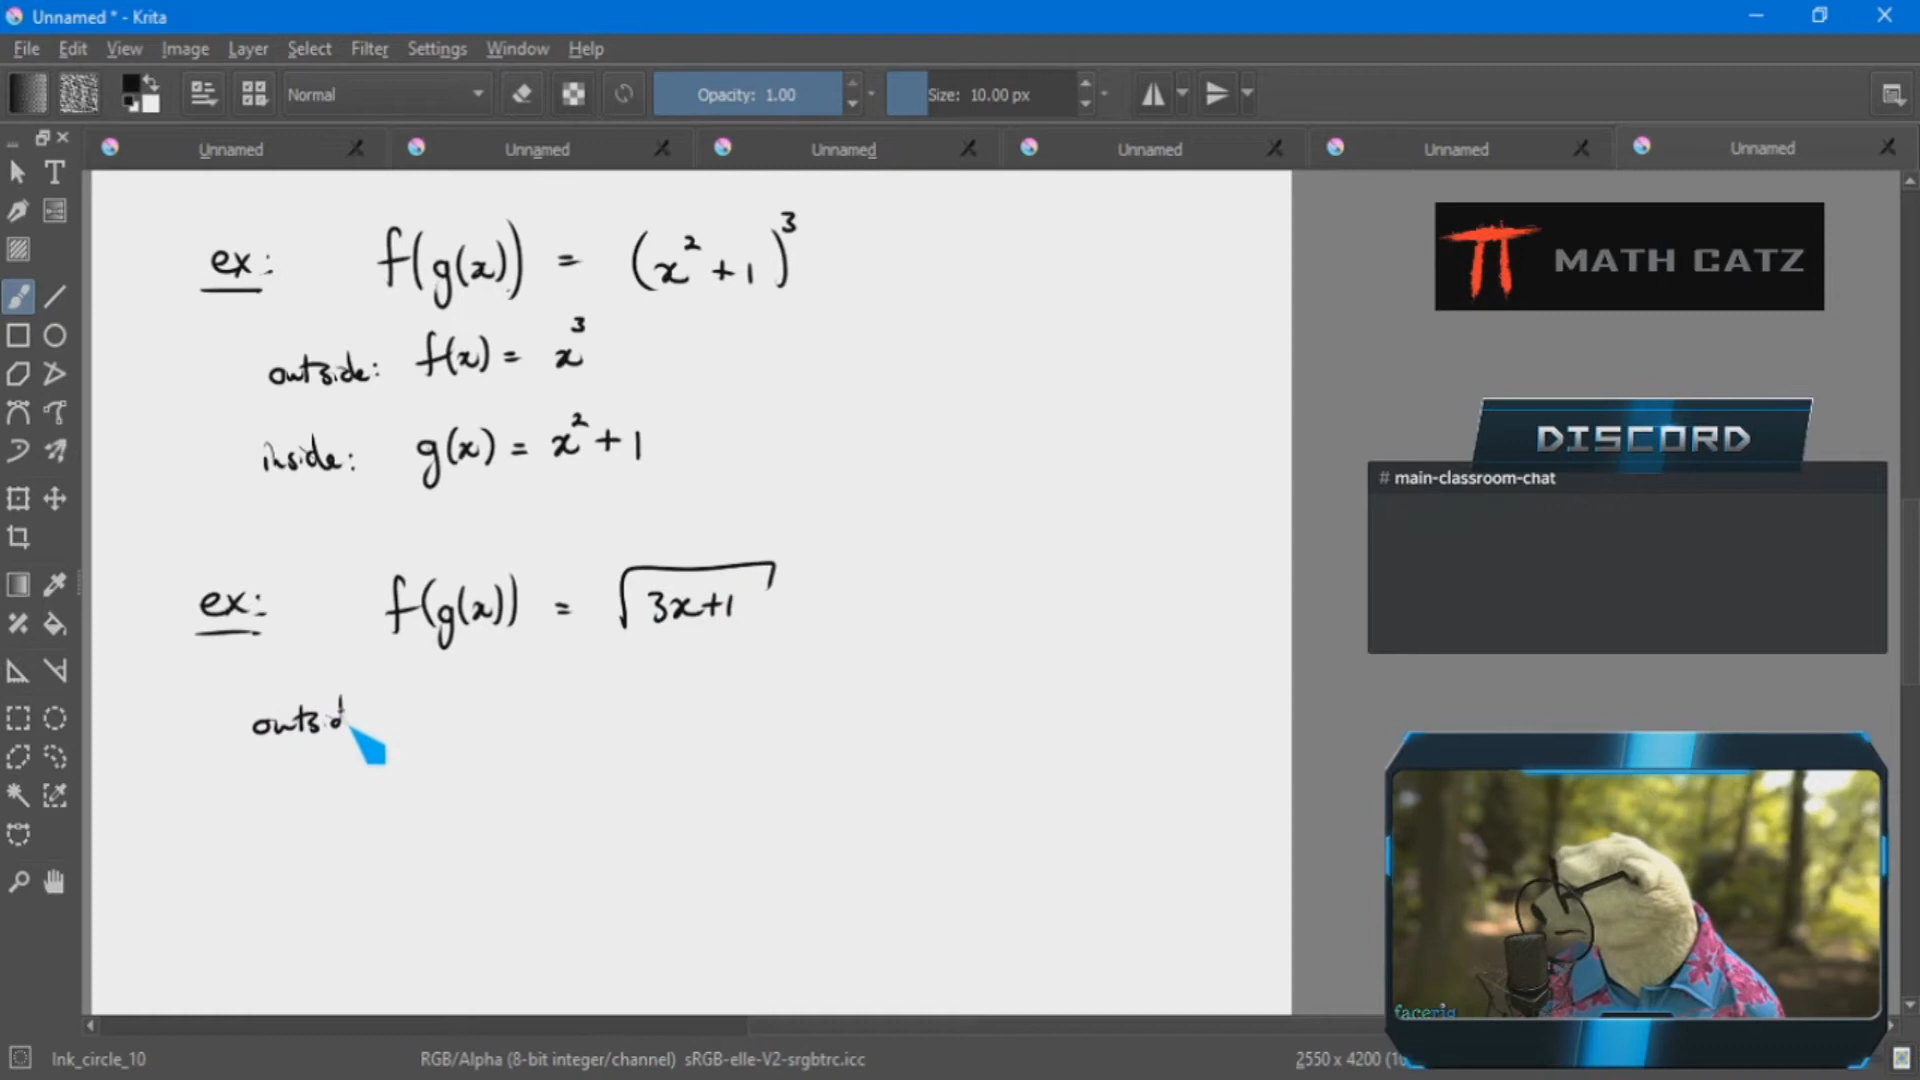 Unnamed * - Krita
File Edit View Image Layer Select Filter Settings Window Help
Normal Opacity: 1.00 Size: 10.00 px
Unnamed Unnamed Unnamed Unnamed Unnamed Unnamed
ex: f(g(x)) = (x² + 1)³
outside: f(x) = x³
inside: g(x) = x² + 1
ex: f(g(x)) = √3x+1
outsid
MATH CATZ
DISCORD
# main-classroom-chat
facerig
Ink_circle_10 RGB/Alpha (8-bit integer/channel) sRGB-elle-V2-srgbtrc.icc 2550 x 4200 (10